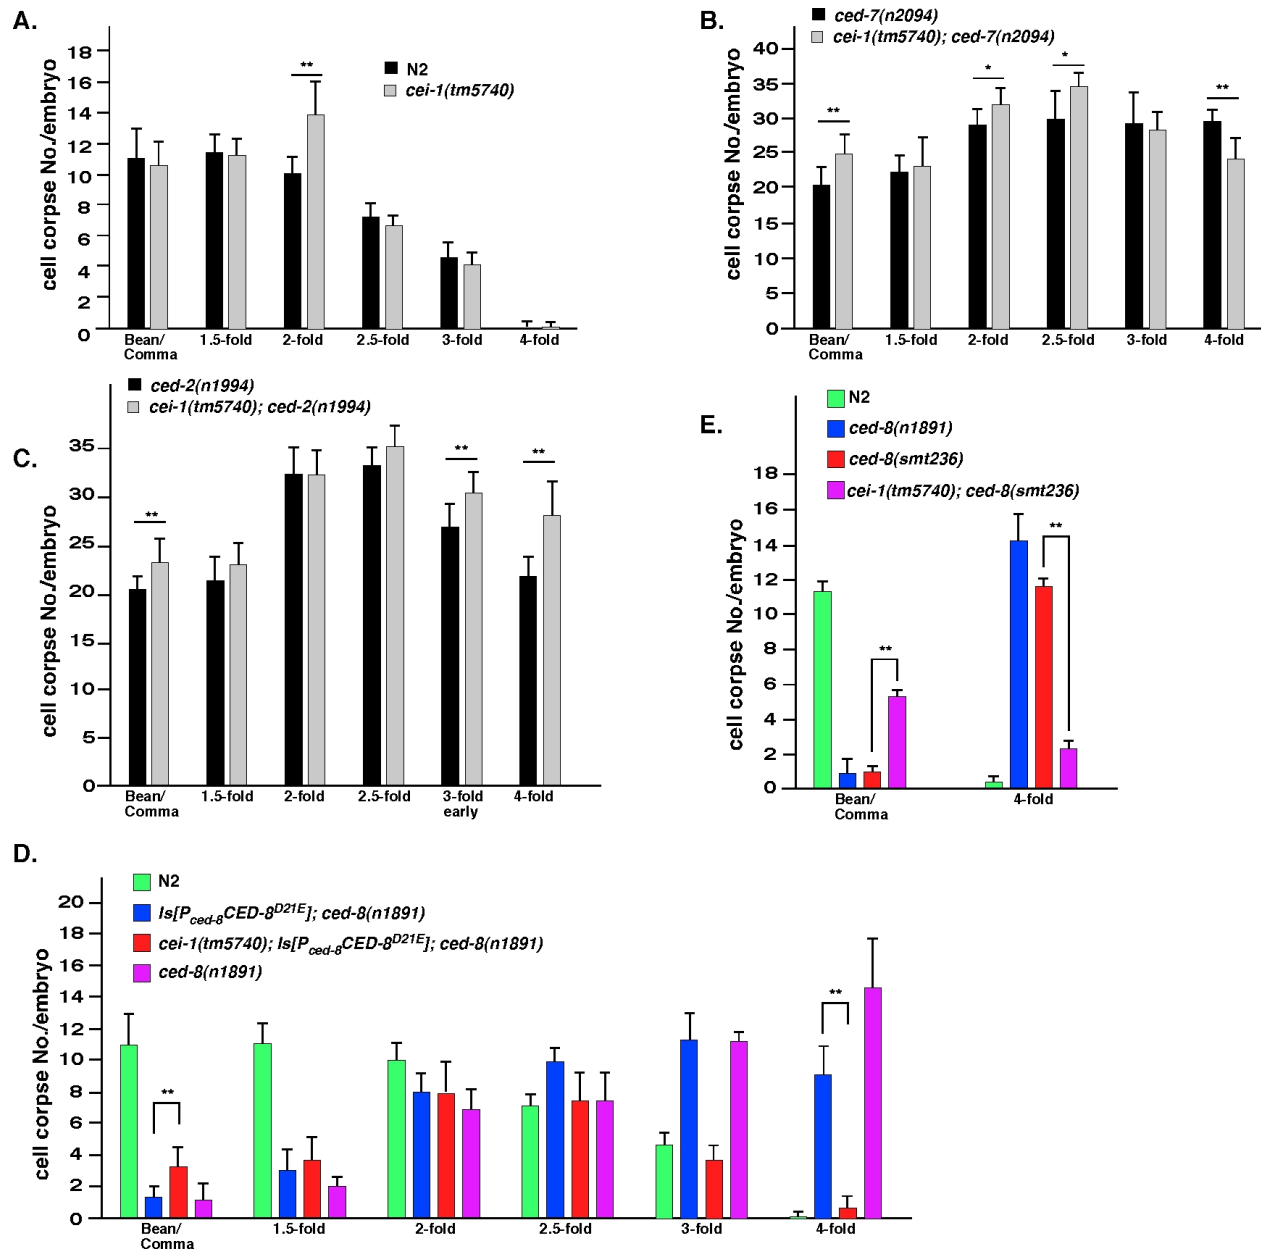 A.
cell corpse No./embryo
18
16
14
12
10
8
6
4
2
0
**
N2
cei-1(tm5740)
Bean/
Comma
1.5-fold
2-fold
2.5-fold
3-fold
4-fold
B.
ced-7(n2094)
cei-1(tm5740); ced-7(n2094)
cell corpse No./embryo
40
35
30
25
20
15
10
5
0
**
*
*
**
Bean/
Comma
1.5-fold
2-fold
2.5-fold
3-fold
4-fold
C.
ced-2(n1994)
cei-1(tm5740); ced-2(n1994)
cell corpse No./embryo
35
30
25
20
15
10
5
0
**
**
**
Bean/
Comma
1.5-fold
2-fold
2.5-fold
3-fold
early
4-fold
E.
N2
ced-8(n1891)
ced-8(smt236)
cei-1(tm5740); ced-8(smt236)
cell corpse No./embryo
18
16
14
12
10
8
6
4
2
0
**
**
Bean/
Comma
4-fold
D.
N2
Is[Pced-8CED-8D21E]; ced-8(n1891)
cei-1(tm5740); Is[Pced-8CED-8D21E]; ced-8(n1891)
ced-8(n1891)
cell corpse No./embryo
20
18
16
14
12
10
8
6
4
2
0
**
**
Bean/
Comma
1.5-fold
2-fold
2.5-fold
3-fold
4-fold